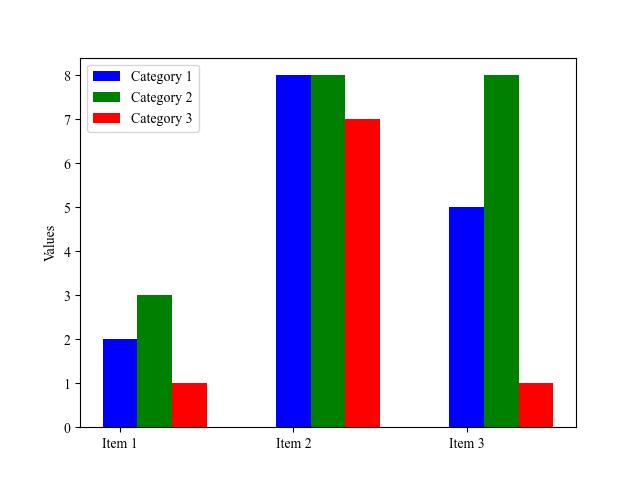 Category 1
Category 2
Category 3
Values
8
7
6
5
4
3
2
1
0
Item 1
Item 2
Item 3